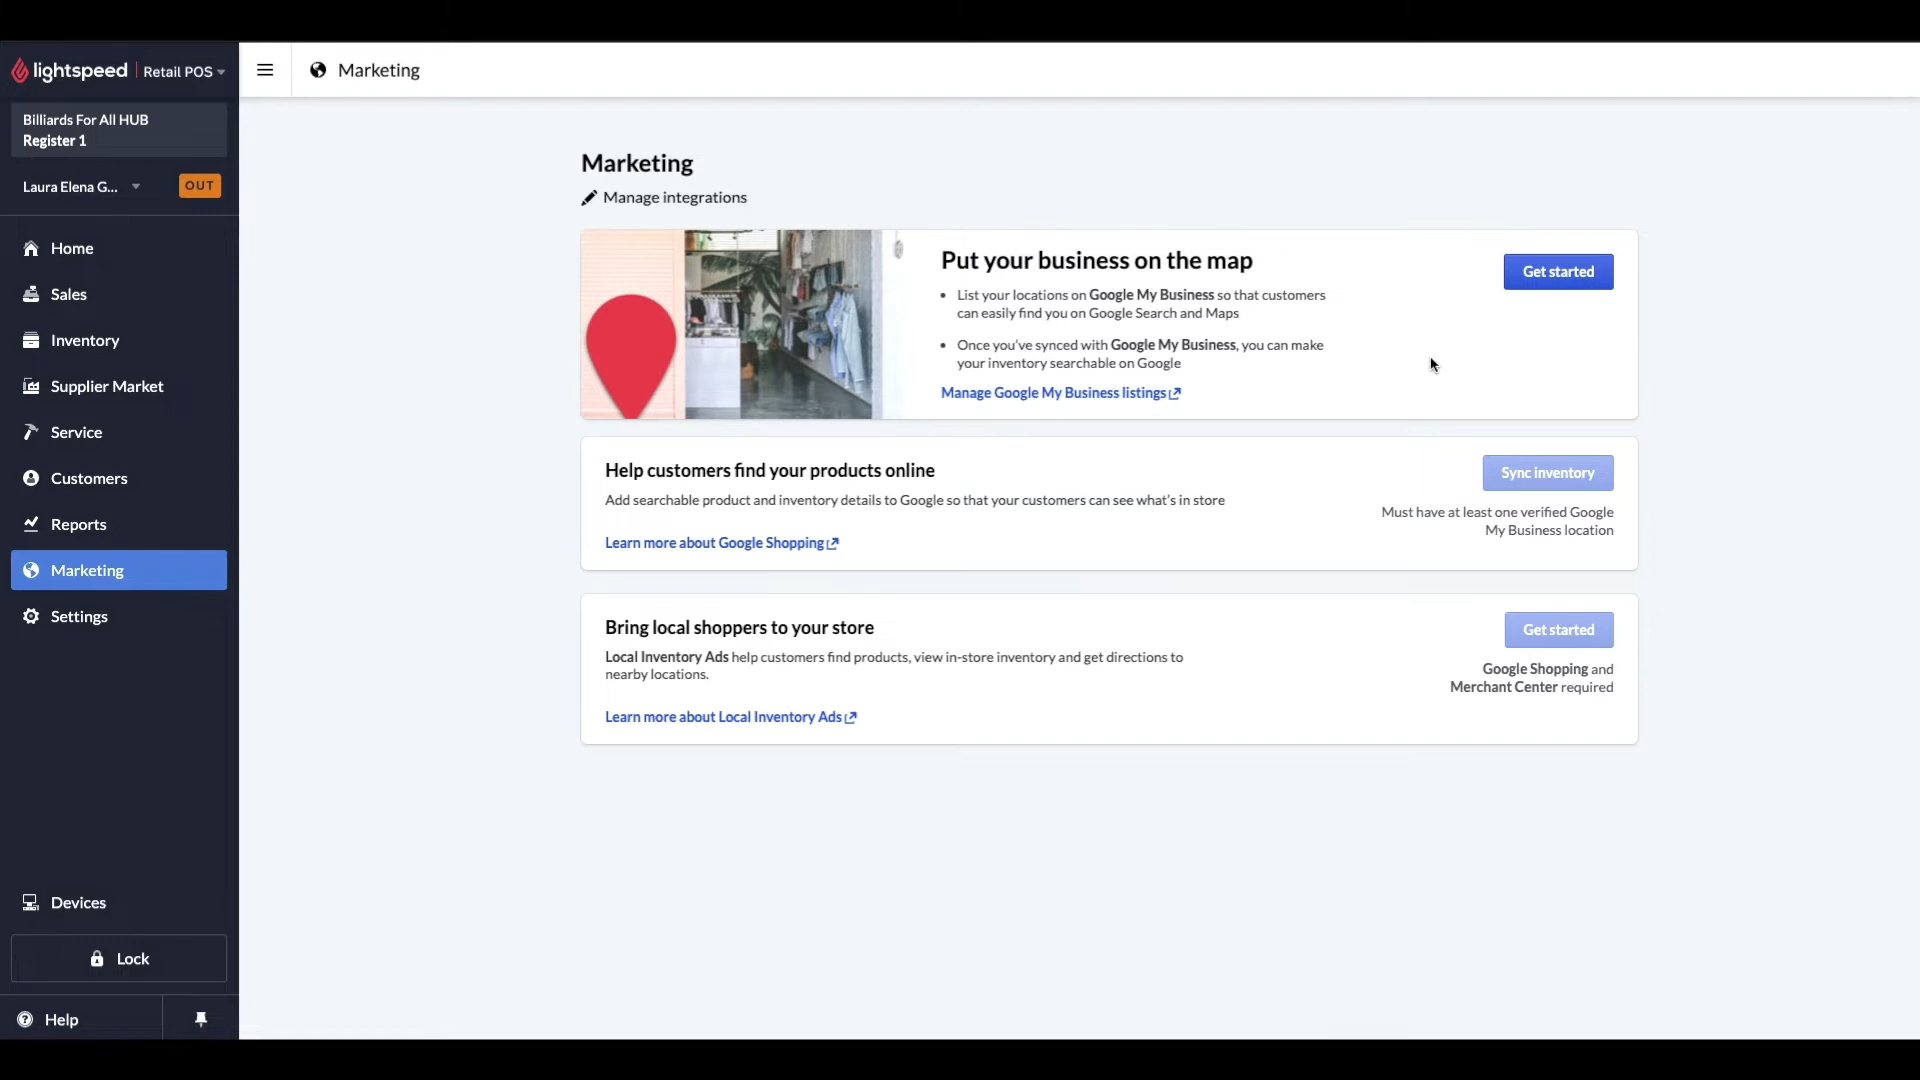 lightspeed Retail POS
Marketing
Billiards For All HUB
Register 1
Laura Elena G...
OUT
Home
Sales
Inventory
Supplier Market
Service
Customers
Reports
Marketing
Settings
Devices
Lock
Help
Marketing
Manage integrations
Put your business on the map
Get started
• List your locations on Google My Business so that customers
can easily find you on Google Search and Maps
• Once you've synced with Google My Business, you can make
your inventory searchable on Google
Manage Google My Business listings
Help customers find your products online
Sync inventory
Add searchable product and inventory details to Google so that your customers can see what's in store
Must have at least one verified Google
My Business location
Learn more about Google Shopping
Bring local shoppers to your store
Get started
Local Inventory Ads help customers find products, view in-store inventory and get directions to
nearby locations.
Google Shopping and
Merchant Center required
Learn more about Local Inventory Ads